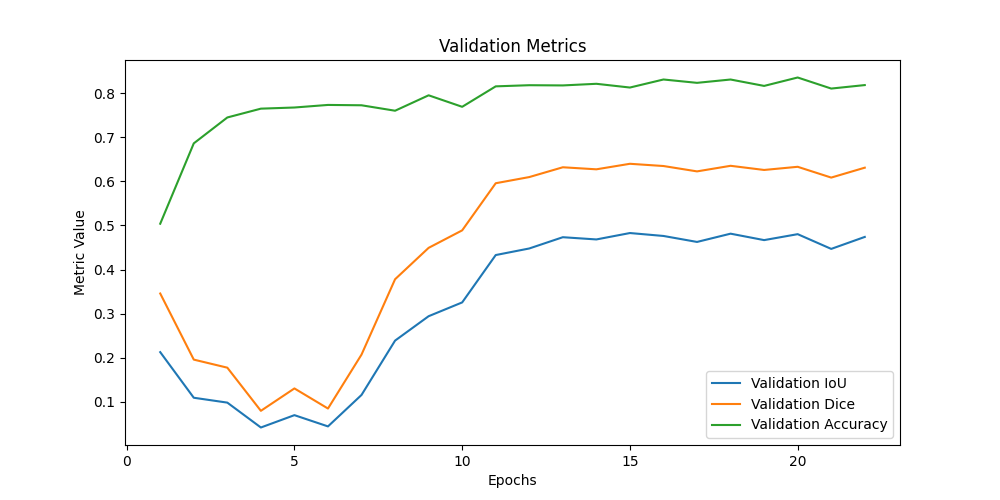 Validation Metrics
Metric Value
0.8
0.7
0.6
0.5
0.4
0.3
0.2
0.1
0
5
10
15
20
Epochs
Validation IoU
Validation Dice
Validation Accuracy